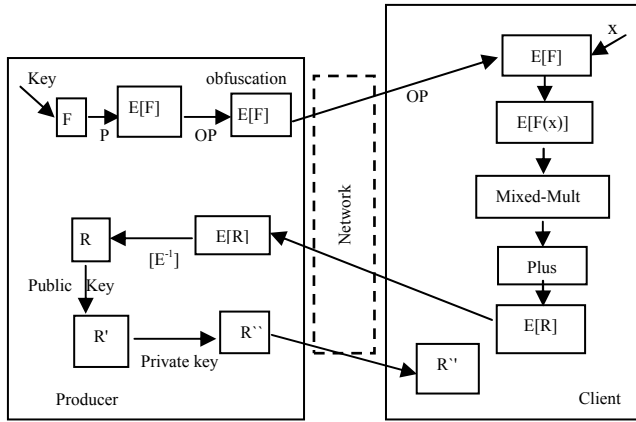 Key
obfuscation
F
P
E[F]
OP
E[F]
Network
OP
x
E[F]
E[F(x)]
Mixed-Mult
Plus
E[R]
R
[E⁻¹]
E[R]
Public Key
R'
Private key
R``
R`'
Producer
Client